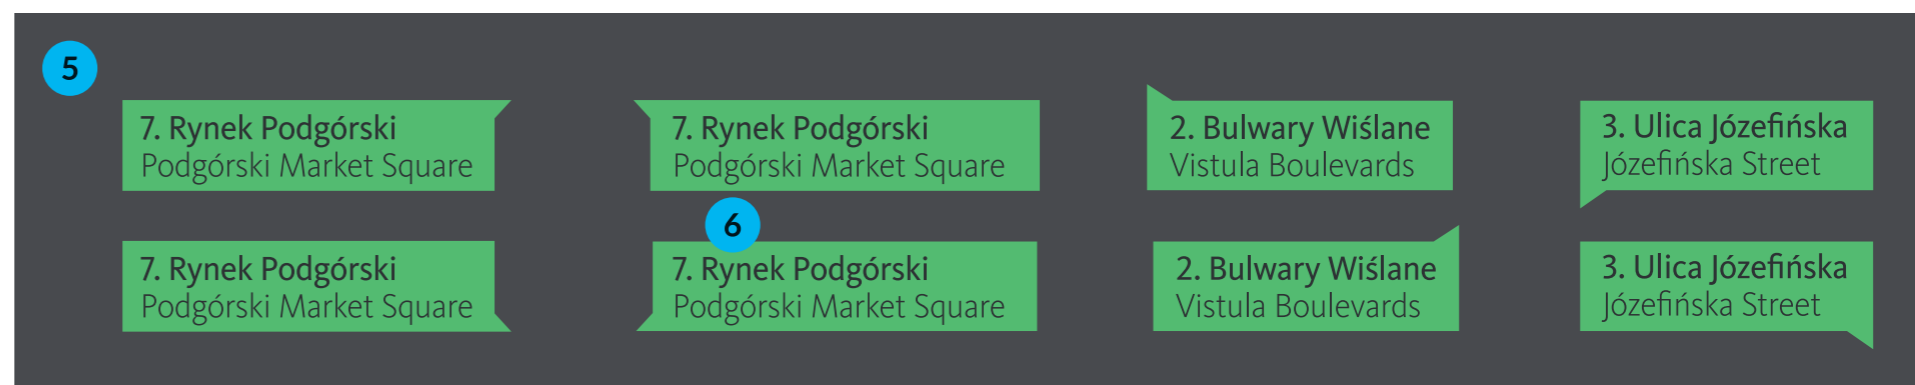 5
7. Rynek Podgórski
Podgórski Market Square
7. Rynek Podgórski
Podgórski Market Square
2. Bulwary Wiślane
Vistula Boulevards
3. Ulica Józefińska
Józefińska Street
6
7. Rynek Podgórski
Podgórski Market Square
7. Rynek Podgórski
Podgórski Market Square
2. Bulwary Wiślane
Vistula Boulevards
3. Ulica Józefińska
Józefińska Street